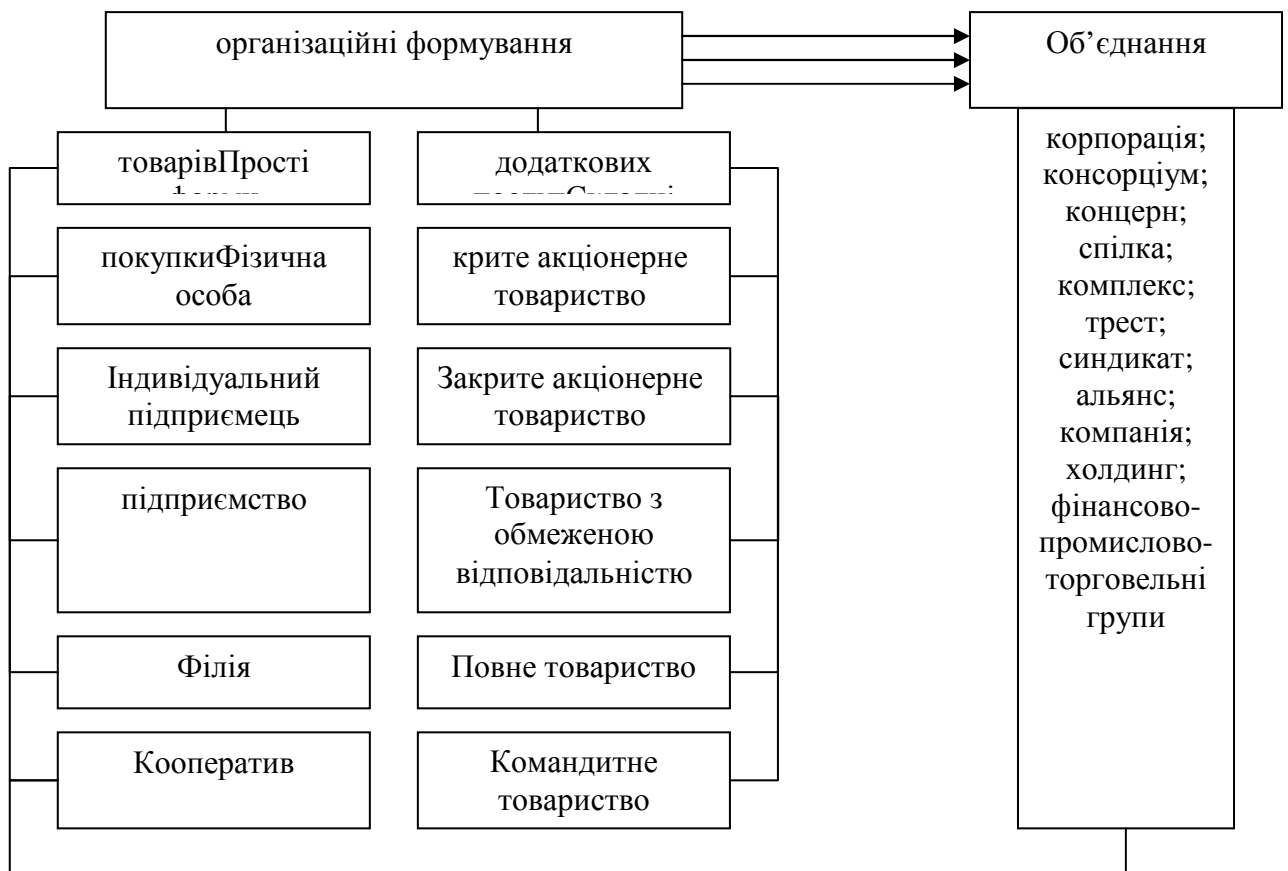 організаційні формування
Об’єднання
товарівПрості
додаткових
покупкиФізична
особа
крите акціонерне
товариство
Індивідуальний
підприємець
Закрите акціонерне
товариство
підприємство
Товариство з
обмеженою
відповідальністю
Філія
Повне товариство
Кооператив
Командитне
товариство
корпорація;
консорціум;
концерн;
спілка;
комплекс;
трест;
синдикат;
альянс;
компанія;
холдинг;
фінансово-
промислово-
торговельні
групи